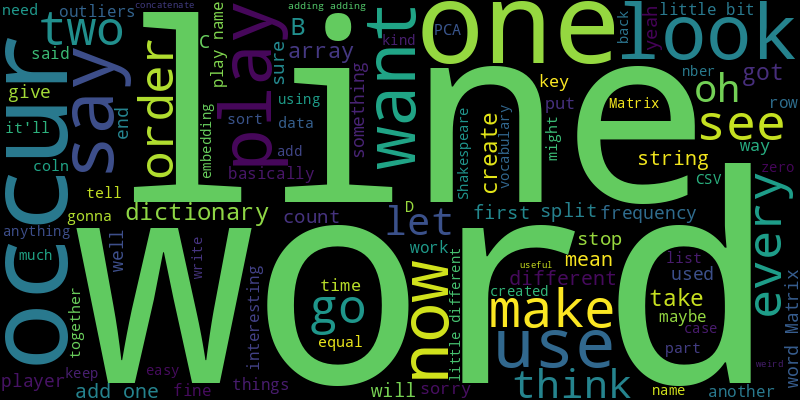 need
outliers
concatenate
adding adding
little bit
two
said
order
C
play name
sure
B
array
kind
want
one
PCA
l
back
yeah
look
nber
got
give
it'll
occur
say
end
play
something
using
data
sort
add
embedding
basically
line
key
put
Matrix
oh
row
see
string
way
create
vocabulary
Shakespeare
might
coln
tell
gonna
dictionary
count
D
let
first
split
frequency
csv
zero
every
anything
much
well
write
work
stop
mean
list
used
together
interesting
time
go
equal
now
little different
useful
different
created
make
use
take
maybe
case
part
word Matrix
word
player
keep
easy
add one
fine
things
will
sorry
think
name
another
weird